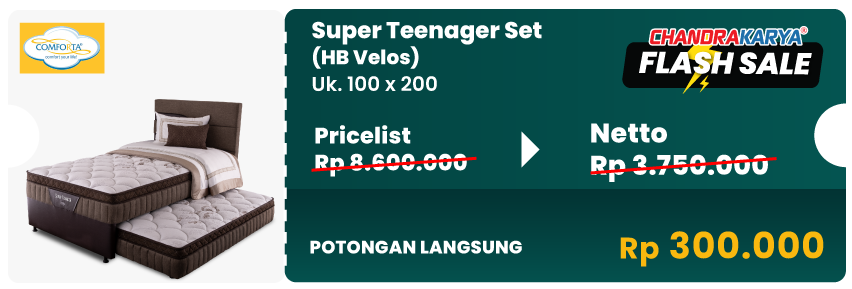 COMFORTA
comfort your life!
Super Teenager Set
(HB Velos)
Uk. 100 x 200
CHANDRAKARYA®
FLASH SALE
Pricelist
Rp 8.600.000
Netto
Rp 3.750.000
POTONGAN LANGSUNG
Rp 300.000